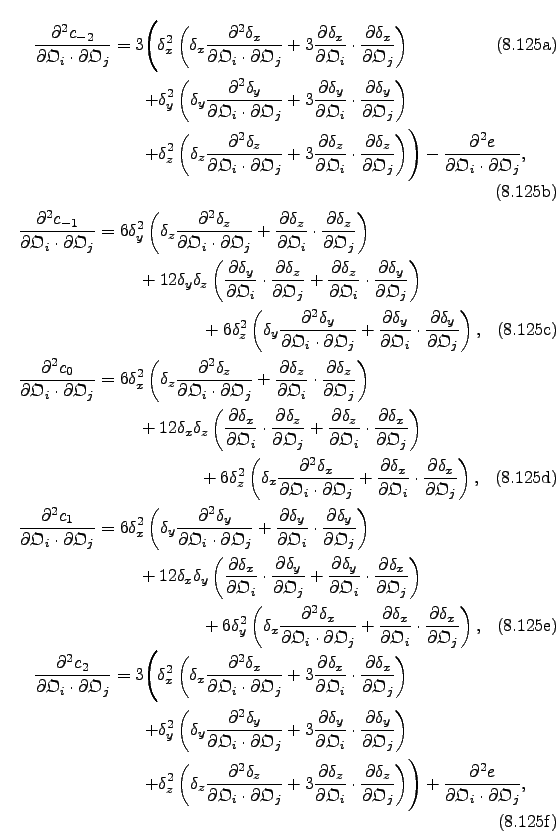 $\frac{\partial^2 c_{-2}}{\partial\mathfrak{O}_i \cdot \partial\mathfrak{O}_j} = 3\Bigg(\delta_x^2 \left(\delta_x \frac{\partial^2 \delta_x}{\partial\mathfrak{O}_i \cdot \partial\mathfrak{O}_j} + 3\frac{\partial\delta_x}{\partial\mathfrak{O}_i} \cdot \frac{\partial\delta_x}{\partial\mathfrak{O}_j}\right)$ (8.125a)
$+\delta_y^2 \left(\delta_y \frac{\partial^2 \delta_y}{\partial\mathfrak{O}_i \cdot \partial\mathfrak{O}_j} + 3\frac{\partial\delta_y}{\partial\mathfrak{O}_i} \cdot \frac{\partial\delta_y}{\partial\mathfrak{O}_j}\right)$
$+\delta_z^2 \left(\delta_z \frac{\partial^2 \delta_z}{\partial\mathfrak{O}_i \cdot \partial\mathfrak{O}_j} + 3\frac{\partial\delta_z}{\partial\mathfrak{O}_i} \cdot \frac{\partial\delta_z}{\partial\mathfrak{O}_j}\right)\Bigg) - \frac{\partial^2 e}{\partial\mathfrak{O}_i \cdot \partial\mathfrak{O}_j},$
(8.125b)
$\frac{\partial^2 c_{-1}}{\partial\mathfrak{O}_i \cdot \partial\mathfrak{O}_j} = 6\delta_y^2 \left(\delta_z \frac{\partial^2 \delta_z}{\partial\mathfrak{O}_i \cdot \partial\mathfrak{O}_j} + \frac{\partial\delta_z}{\partial\mathfrak{O}_i} \cdot \frac{\partial\delta_z}{\partial\mathfrak{O}_j}\right)$
$+ 12\delta_y\delta_z \left(\frac{\partial\delta_y}{\partial\mathfrak{O}_i} \cdot \frac{\partial\delta_z}{\partial\mathfrak{O}_j} + \frac{\partial\delta_z}{\partial\mathfrak{O}_i} \cdot \frac{\partial\delta_y}{\partial\mathfrak{O}_j}\right)$
$+ 6\delta_z^2 \left(\delta_y \frac{\partial^2 \delta_y}{\partial\mathfrak{O}_i \cdot \partial\mathfrak{O}_j} + \frac{\partial\delta_y}{\partial\mathfrak{O}_i} \cdot \frac{\partial\delta_y}{\partial\mathfrak{O}_j}\right),$ (8.125c)
$\frac{\partial^2 c_0}{\partial\mathfrak{O}_i \cdot \partial\mathfrak{O}_j} = 6\delta_x^2 \left(\delta_z \frac{\partial^2 \delta_z}{\partial\mathfrak{O}_i \cdot \partial\mathfrak{O}_j} + \frac{\partial\delta_z}{\partial\mathfrak{O}_i} \cdot \frac{\partial\delta_z}{\partial\mathfrak{O}_j}\right)$
$+ 12\delta_x\delta_z \left(\frac{\partial\delta_x}{\partial\mathfrak{O}_i} \cdot \frac{\partial\delta_z}{\partial\mathfrak{O}_j} + \frac{\partial\delta_z}{\partial\mathfrak{O}_i} \cdot \frac{\partial\delta_x}{\partial\mathfrak{O}_j}\right)$
$+ 6\delta_z^2 \left(\delta_x \frac{\partial^2 \delta_x}{\partial\mathfrak{O}_i \cdot \partial\mathfrak{O}_j} + \frac{\partial\delta_x}{\partial\mathfrak{O}_i} \cdot \frac{\partial\delta_x}{\partial\mathfrak{O}_j}\right),$ (8.125d)
$\frac{\partial^2 c_1}{\partial\mathfrak{O}_i \cdot \partial\mathfrak{O}_j} = 6\delta_x^2 \left(\delta_y \frac{\partial^2 \delta_y}{\partial\mathfrak{O}_i \cdot \partial\mathfrak{O}_j} + \frac{\partial\delta_y}{\partial\mathfrak{O}_i} \cdot \frac{\partial\delta_y}{\partial\mathfrak{O}_j}\right)$
$+ 12\delta_x\delta_y \left(\frac{\partial\delta_x}{\partial\mathfrak{O}_i} \cdot \frac{\partial\delta_y}{\partial\mathfrak{O}_j} + \frac{\partial\delta_y}{\partial\mathfrak{O}_i} \cdot \frac{\partial\delta_x}{\partial\mathfrak{O}_j}\right)$
$+ 6\delta_y^2 \left(\delta_x \frac{\partial^2 \delta_x}{\partial\mathfrak{O}_i \cdot \partial\mathfrak{O}_j} + \frac{\partial\delta_x}{\partial\mathfrak{O}_i} \cdot \frac{\partial\delta_x}{\partial\mathfrak{O}_j}\right),$ (8.125e)
$\frac{\partial^2 c_2}{\partial\mathfrak{O}_i \cdot \partial\mathfrak{O}_j} = 3\Bigg(\delta_x^2 \left(\delta_x \frac{\partial^2 \delta_x}{\partial\mathfrak{O}_i \cdot \partial\mathfrak{O}_j} + 3\frac{\partial\delta_x}{\partial\mathfrak{O}_i} \cdot \frac{\partial\delta_x}{\partial\mathfrak{O}_j}\right)$
$+\delta_y^2 \left(\delta_y \frac{\partial^2 \delta_y}{\partial\mathfrak{O}_i \cdot \partial\mathfrak{O}_j} + 3\frac{\partial\delta_y}{\partial\mathfrak{O}_i} \cdot \frac{\partial\delta_y}{\partial\mathfrak{O}_j}\right)$
$+\delta_z^2 \left(\delta_z \frac{\partial^2 \delta_z}{\partial\mathfrak{O}_i \cdot \partial\mathfrak{O}_j} + 3\frac{\partial\delta_z}{\partial\mathfrak{O}_i} \cdot \frac{\partial\delta_z}{\partial\mathfrak{O}_j}\right)\Bigg) + \frac{\partial^2 e}{\partial\mathfrak{O}_i \cdot \partial\mathfrak{O}_j},$
(8.125f)